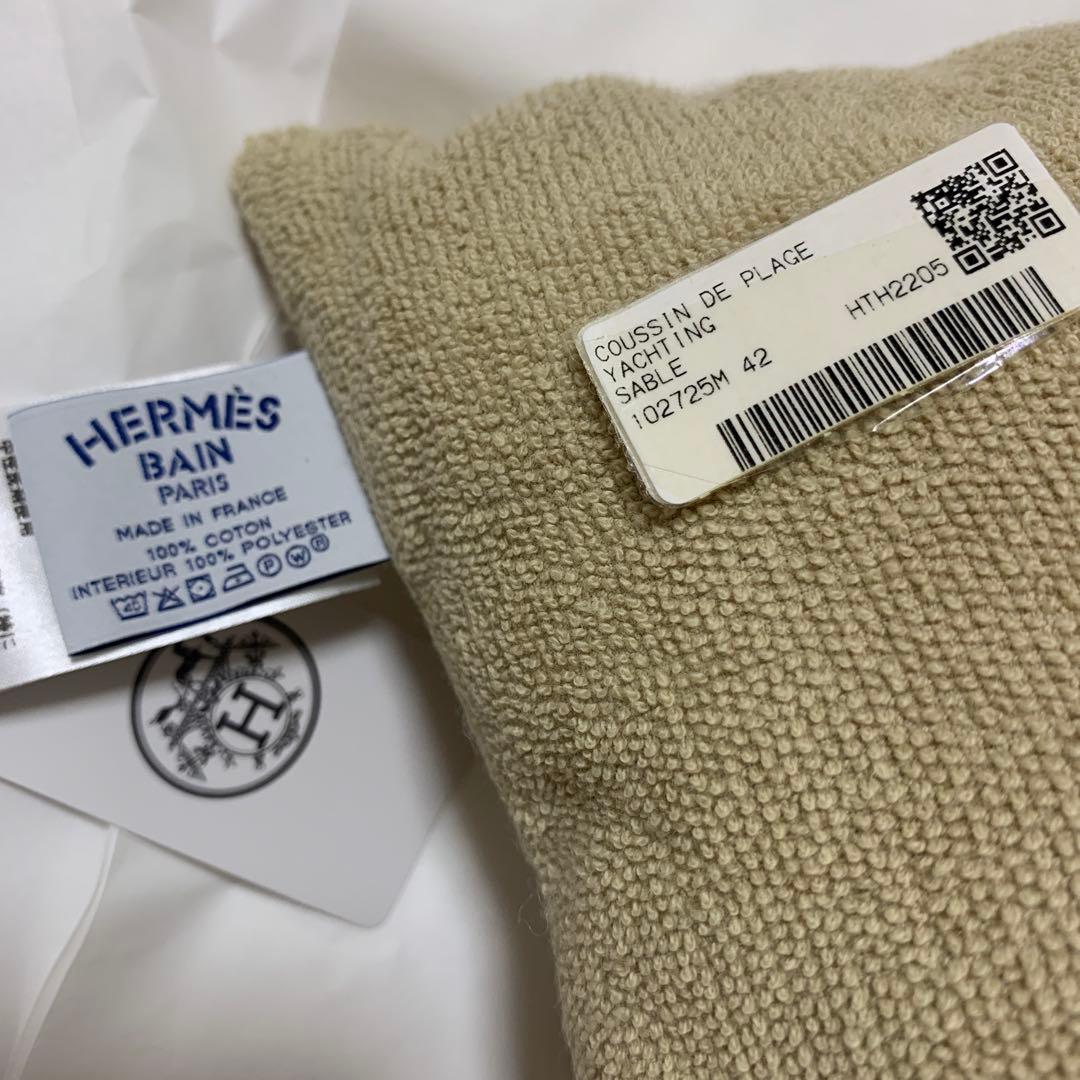 COUSSIN DE PLAGE
YACHTING
SABLE
102725M 42
HTH2205
HERMÈS
BAIN
PARIS
MADE IN FRANCE
100% COTON
INTERIEUR 100% POLYESTER
40
P W R
H